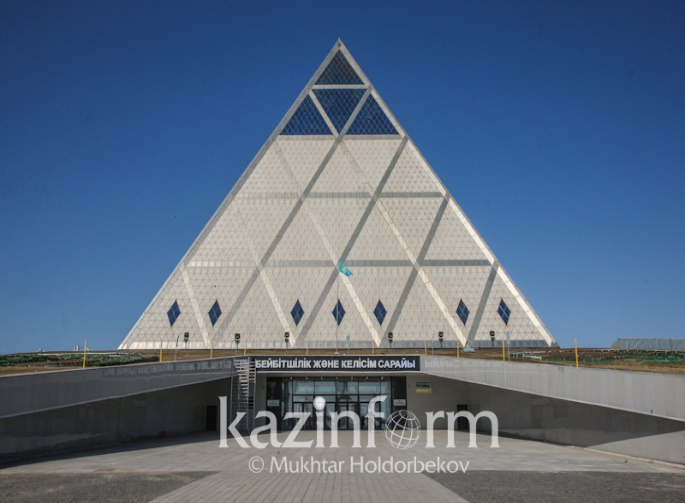 БЕЙБІТШІЛІК ЖӘНЕ КЕЛІСІМ САРАЙЫ
kazinform
© Mukhtar Holdorbekov